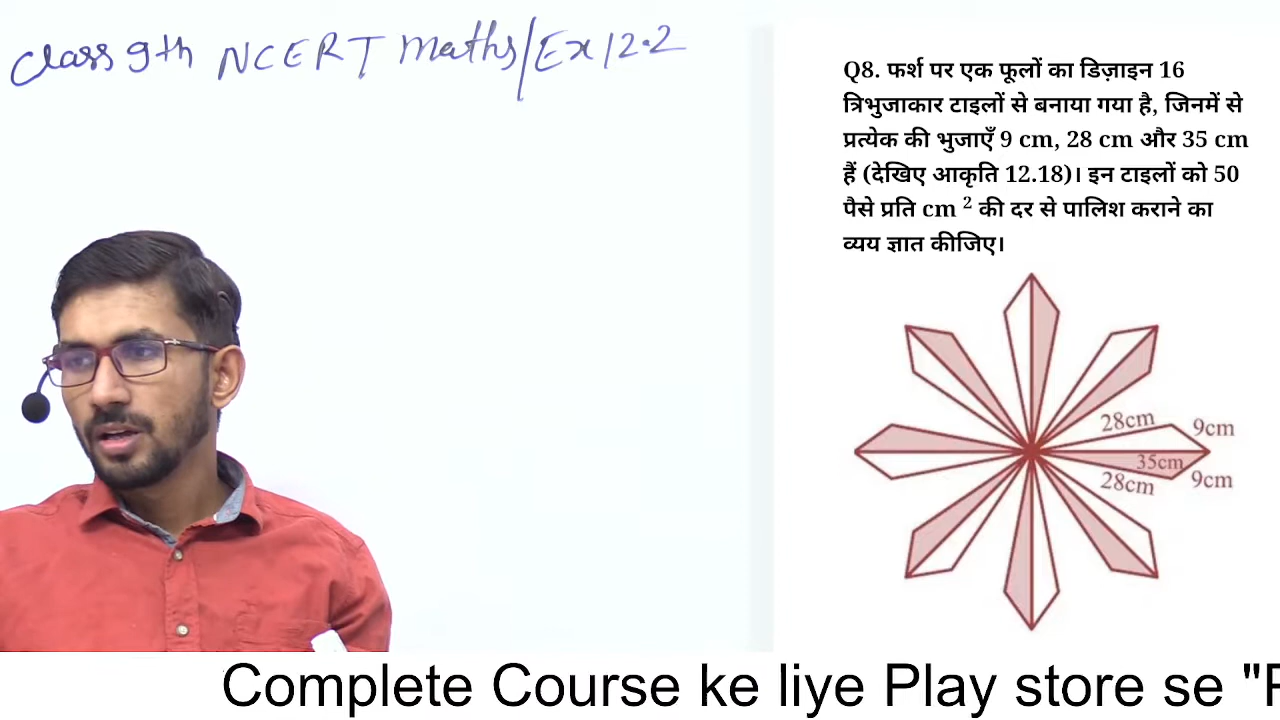 Class 9th NCERT Maths/Ex 12.2
Q8. फर्श पर एक फूलों का डिज़ाइन 16
त्रिभुजाकार टाइलों से बनाया गया है, जिनमें से
प्रत्येक की भुजाएँ 9 cm, 28 cm और 35 cm
हैं (देखिए आकृति 12.18)। इन टाइलों को 50
पैसे प्रति cm ² की दर से पालिश कराने का
व्यय ज्ञात कीजिए।
28cm
9cm
35cm
28cm
9cm
Complete Course ke liye Play store se "P